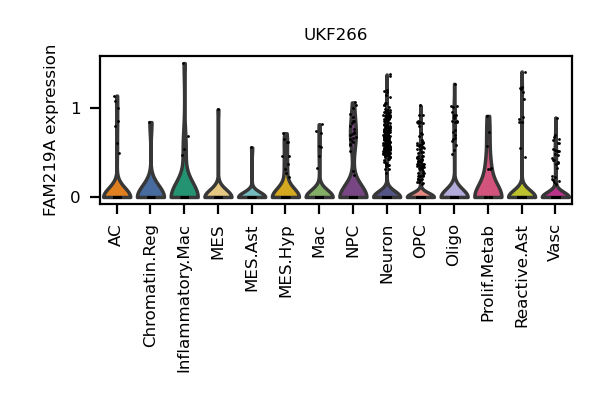 UKF266
FAM219A expression
1
0
AC
Chromatin.Reg
Inflammatory.Mac
MES
MES.Ast
MES.Hyp
Mac
NPC
Neuron
OPC
Oligo
Prolif.Metab
Reactive.Ast
Vasc